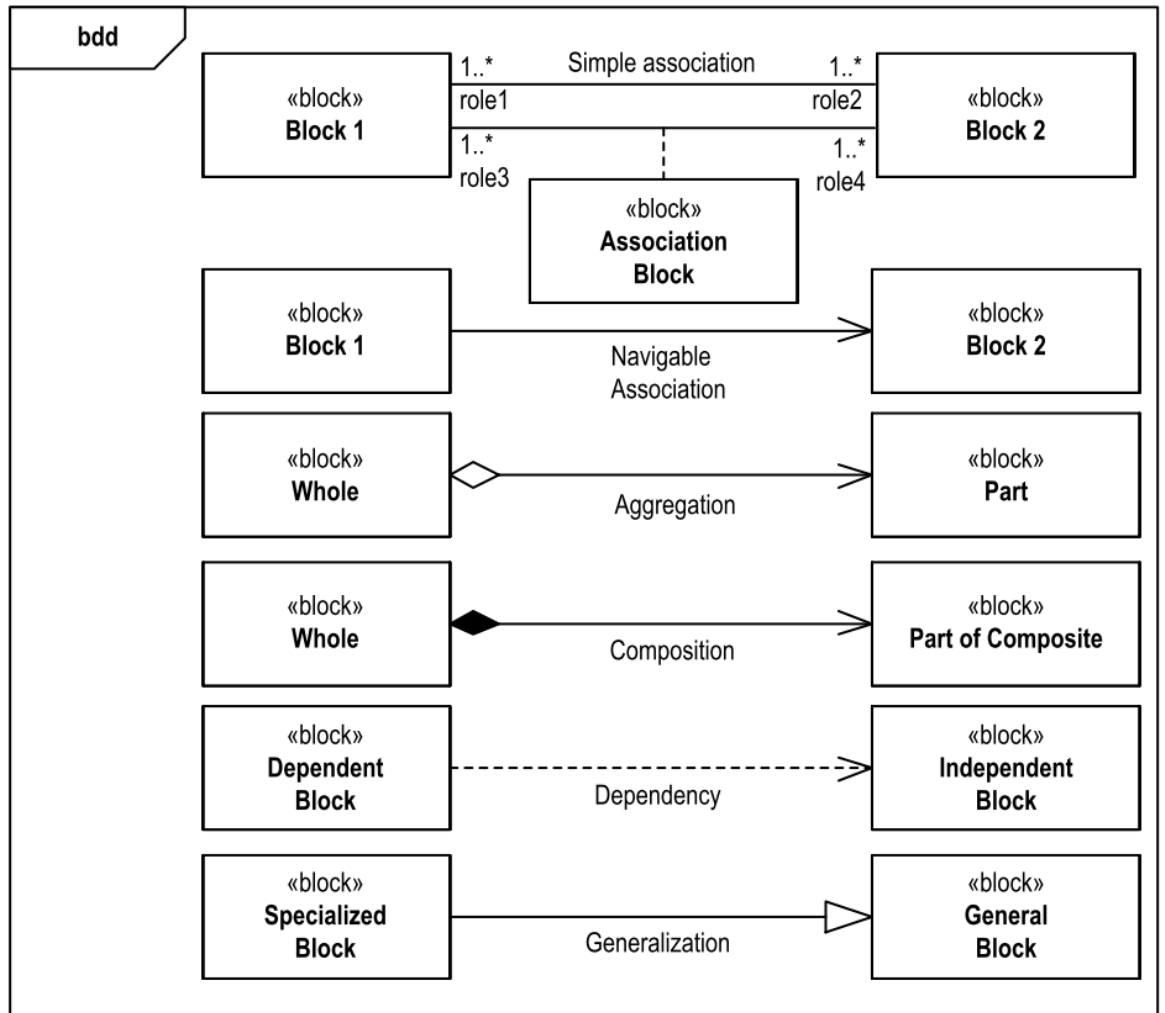 bdd
«block»
Block 1
1..*
role1
Simple association
1..*
role2
«block»
Block 2
1..*
role3
1..*
role4
«block»
Association
Block
«block»
Block 1
Navigable
Association
«block»
Block 2
«block»
Whole
Aggregation
«block»
Part
«block»
Whole
Composition
«block»
Part of Composite
«block»
Dependent
Block
Dependency
«block»
Independent
Block
«block»
Specialized
Block
Generalization
«block»
General
Block